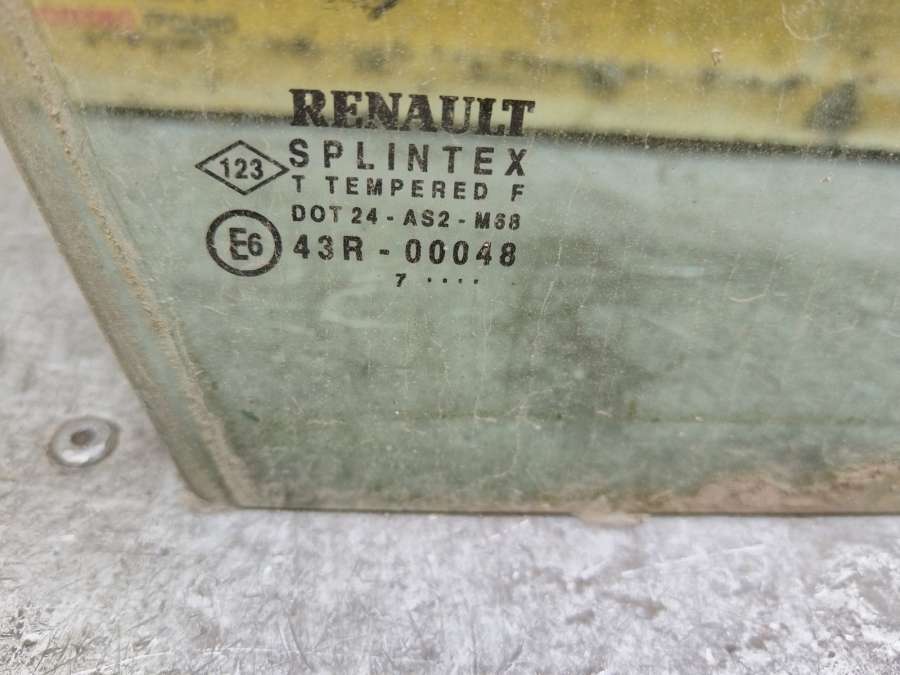 RENAULT
SPLINTEX
123
T TEMPERED F
DOT 24 - AS2 - M68
E6
43R - 00048
7 ····